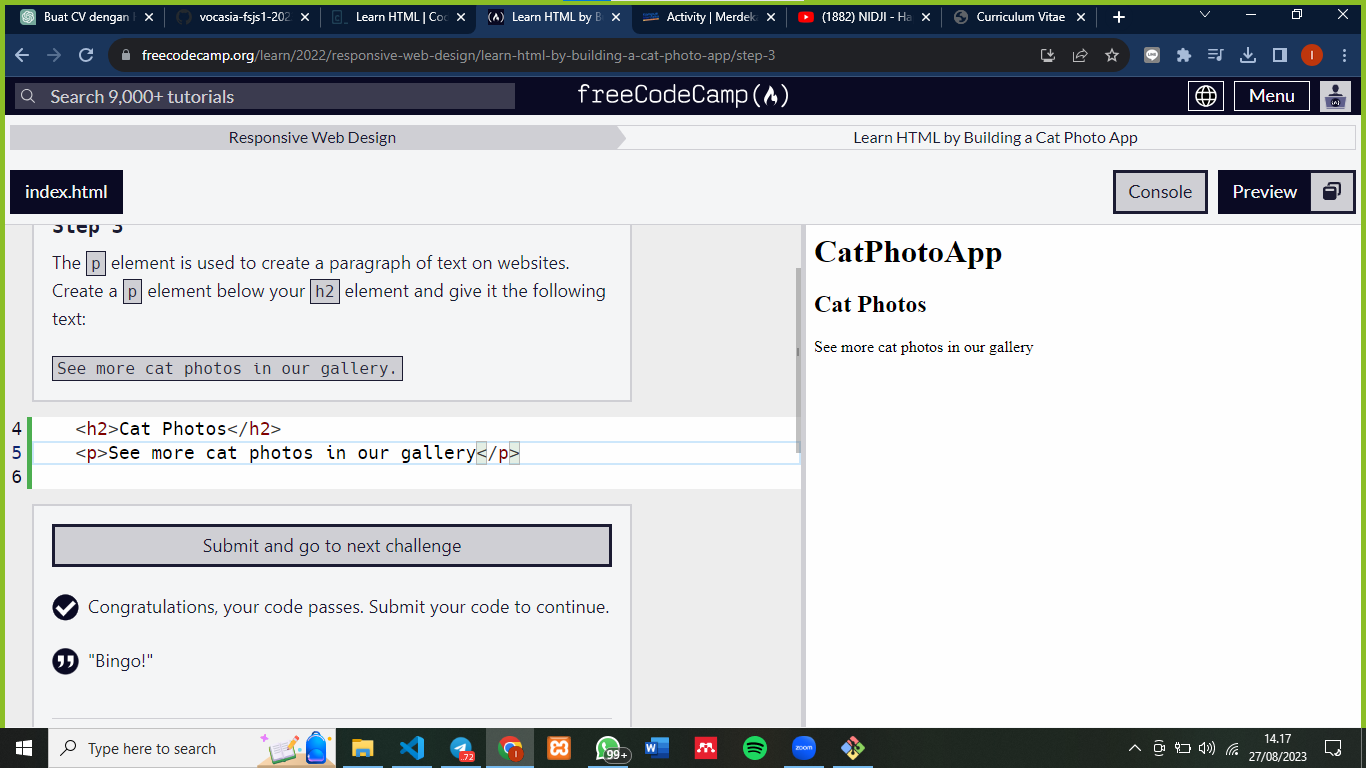 Buat CV dengan
vocasia-fsjs1-202
Learn HTML | Co
Learn HTML by B
Activity | Merdeka
(1882) NIDJI - Ha
Curriculum Vitae
freecodecamp.org/learn/2022/responsive-web-design/learn-html-by-building-a-cat-photo-app/step-3
I
Search 9,000+ tutorials
freeCodeCamp
Menu
Responsive Web Design
Learn HTML by Building a Cat Photo App
index.html
Console
Preview
Step 3
The p element is used to create a paragraph of text on websites.
Create a p element below your h2 element and give it the following
text:
See more cat photos in our gallery.
4 <h2>Cat Photos</h2>
5 <p>See more cat photos in our gallery</p>
6
Submit and go to next challenge
Congratulations, your code passes. Submit your code to continue.
"Bingo!"
CatPhotoApp
Cat Photos
See more cat photos in our gallery
Type here to search
72
I
99+
zoom
14.17
27/08/2023